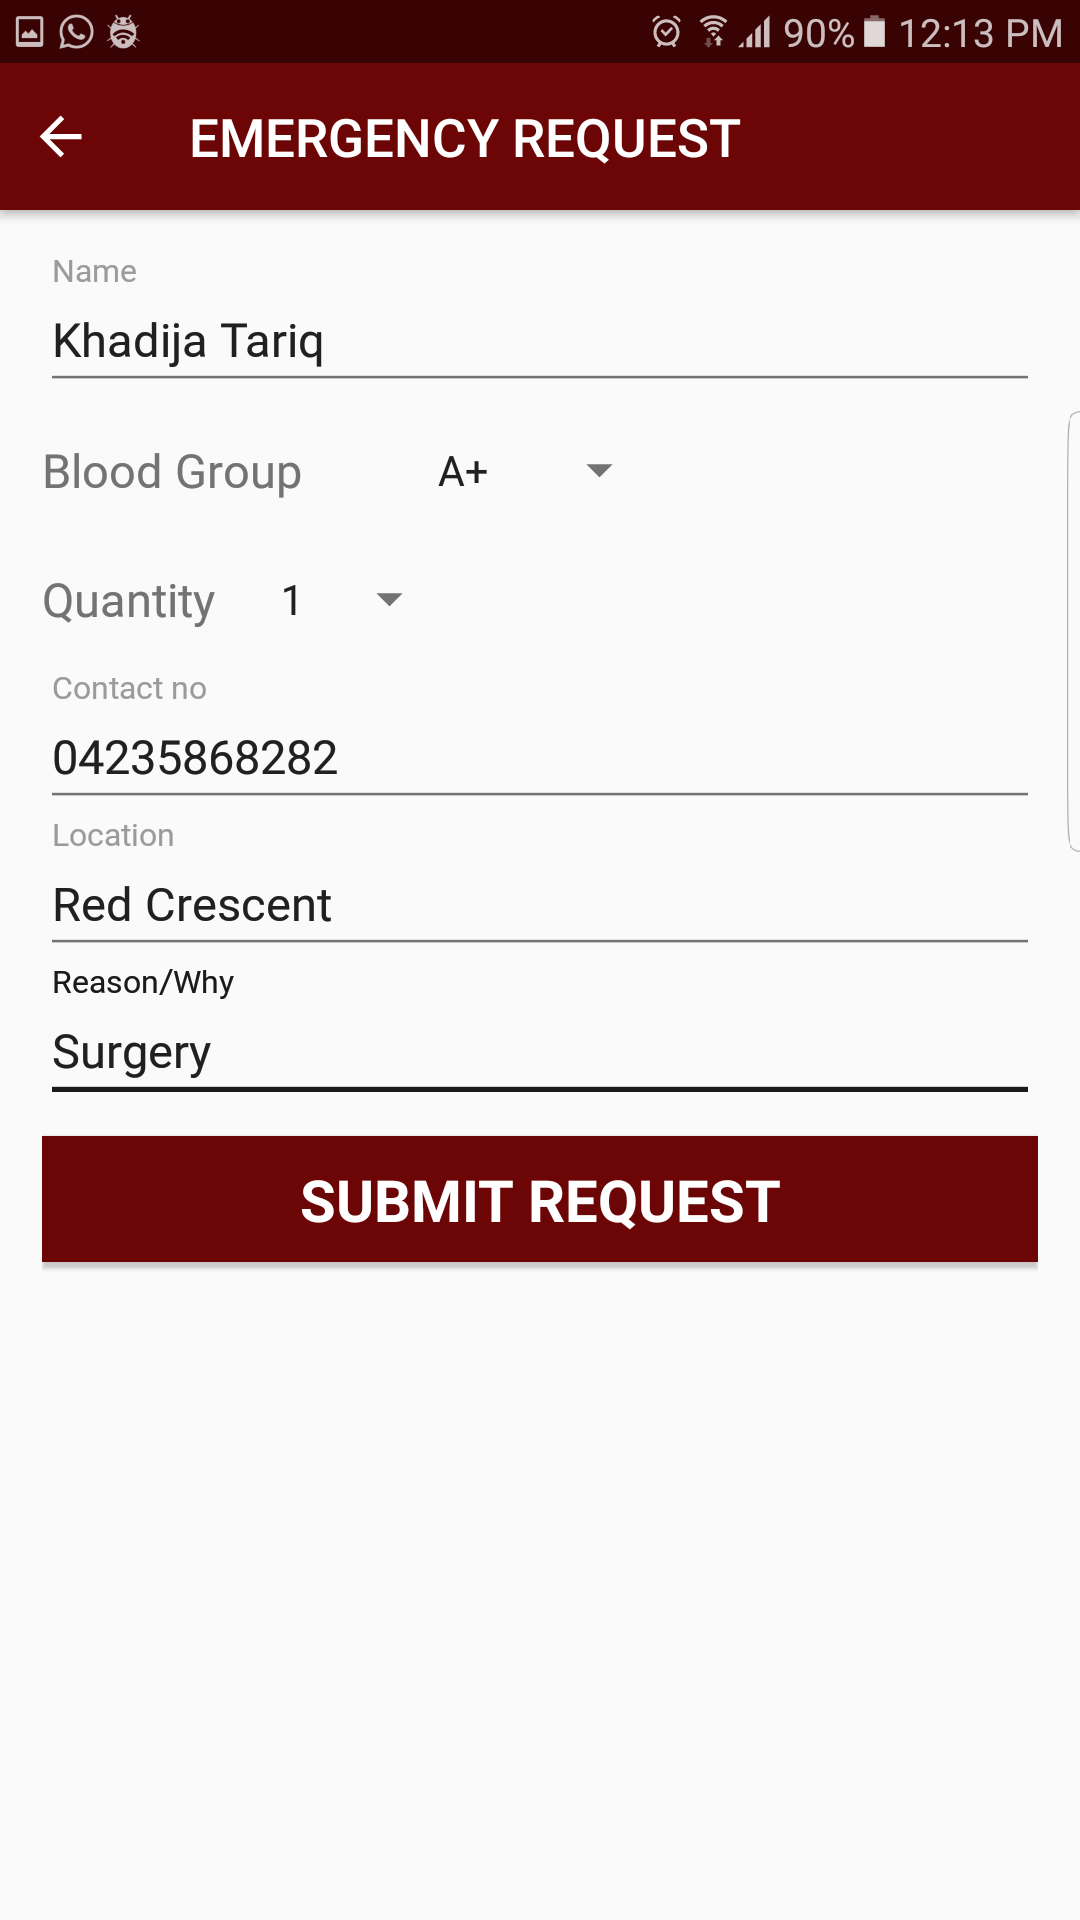 90% 12:13 PM
EMERGENCY REQUEST
Name
Khadija Tariq
Blood Group A+
Quantity 1
Contact no
04235868282
Location
Red Crescent
Reason/Why
Surgery
SUBMIT REQUEST